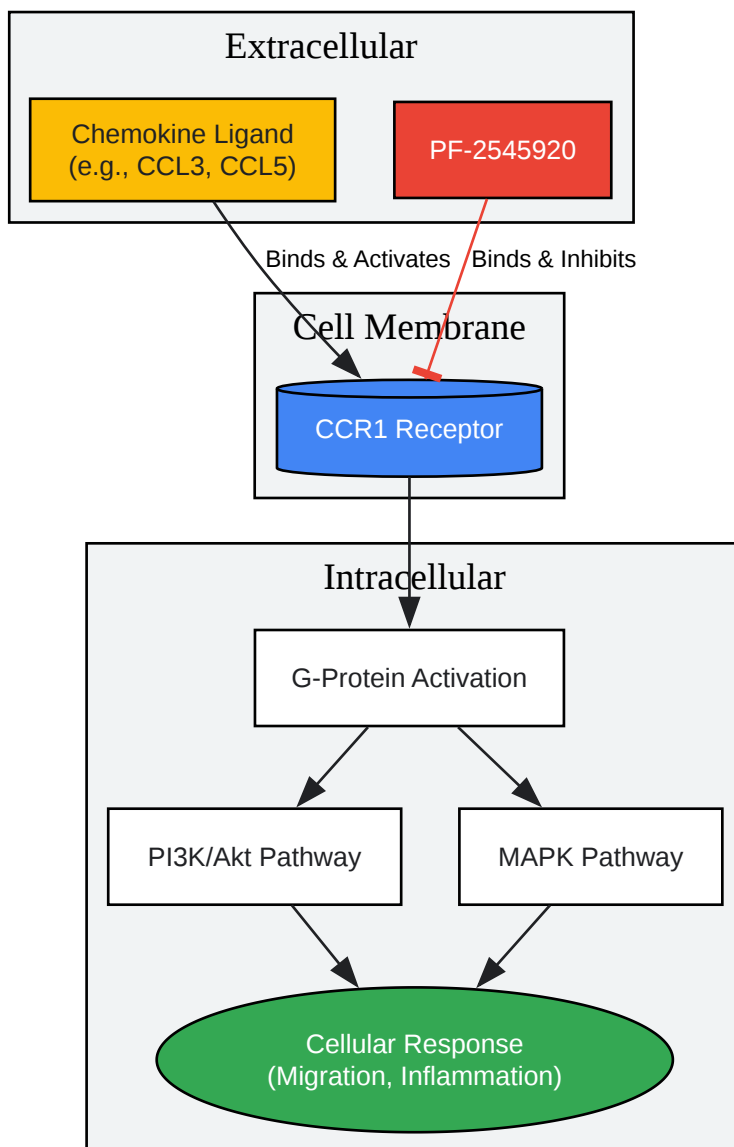 Extracellular
Chemokine Ligand
(e.g., CCL3, CCL5)
PF-2545920
Binds & Activates
Binds & Inhibits
Cell Membrane
CCR1 Receptor
Intracellular
G-Protein Activation
PI3K/Akt Pathway
MAPK Pathway
Cellular Response
(Migration, Inflammation)